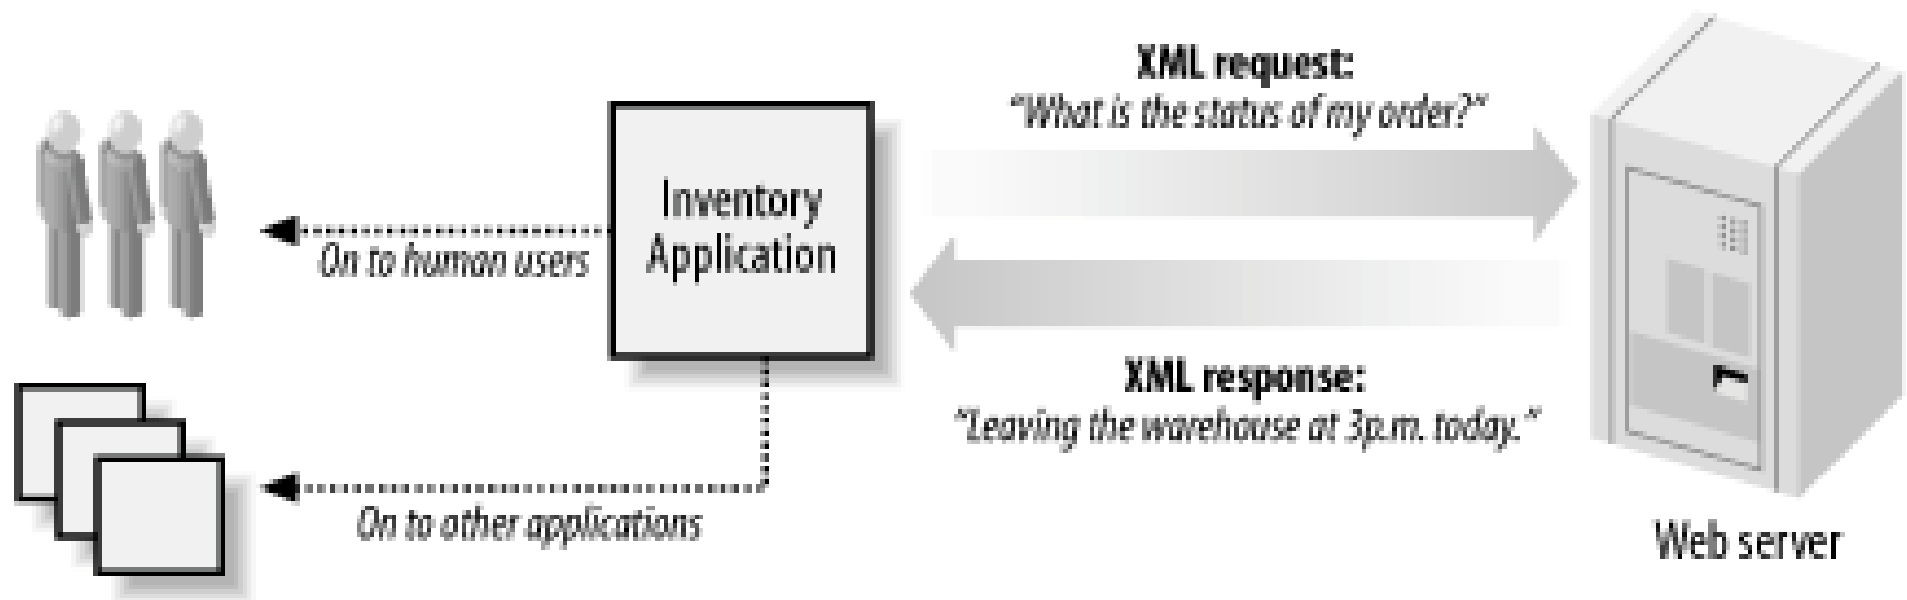 XML request:
“What is the status of my order?”
Inventory
Application
On to human users
XML response:
“Leaving the warehouse at 3p.m. today.”
On to other applications
Web server